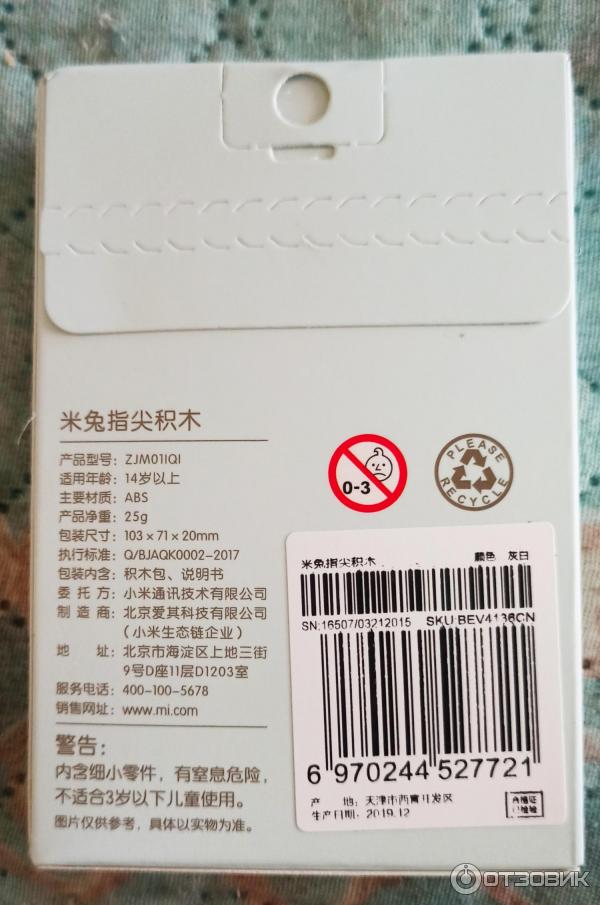 米兔指尖积木
产品型号: ZJM01IQI
适用年龄: 14岁以上
主要材质: ABS
产品净重: 25g
包装尺寸: 103×71×20mm
执行标准: Q/BJAQK0002-2017
包装内含: 积木包、说明书
委托方: 小米通讯技术有限公司
制造商: 北京爱其科技有限公司
(小米生态链企业)
地址: 北京市海淀区上地三街
9号D座11层D1203室
服务电话: 400-100-5678
销售网址: www.mi.com
警告:
内含细小零件，有窒息危险，
不适合3岁以下儿童使用。
图片仅供参考，具体以实物为准。
0-3
PLEASE
RECYCLE
米兔指尖积木 颜色 灰白
SN:16507/03212015 SKU:BEV4136CN
6 970244 527721
产地: 天津市西青开发区
生产日期: 2019.12
合格证
已检验
ОТЗОВИК